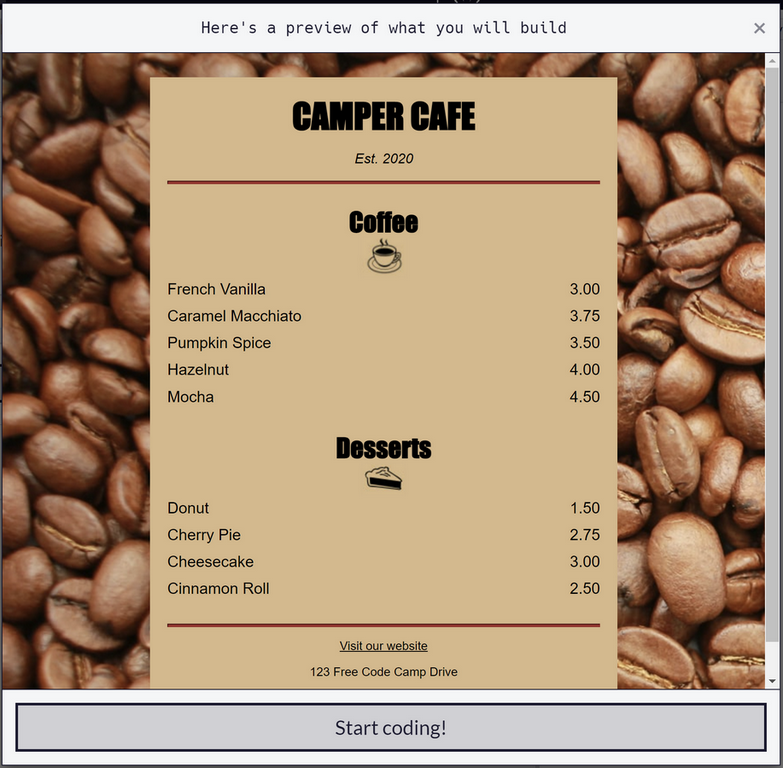 Here's a preview of what you will build
×
CAMPER CAFE
Est. 2020
Coffee
French Vanilla 3.00
Caramel Macchiato 3.75
Pumpkin Spice 3.50
Hazelnut 4.00
Mocha 4.50
Desserts
Donut 1.50
Cherry Pie 2.75
Cheesecake 3.00
Cinnamon Roll 2.50
Visit our website
123 Free Code Camp Drive
Start coding!